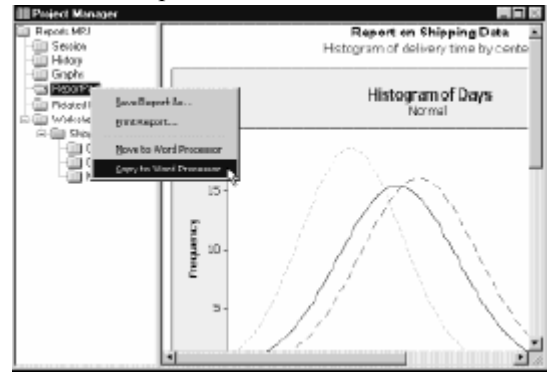 Project Manager
Reports.MPJ
Session
History
Graphs
ReportPad
Related
Save Report As...
Print Report...
Move to Word Processor
Copy to Word Processor
Report on Shipping Data
Histogram of delivery time by cente
Histogram of Days
Normal
Frequency
15
10
5